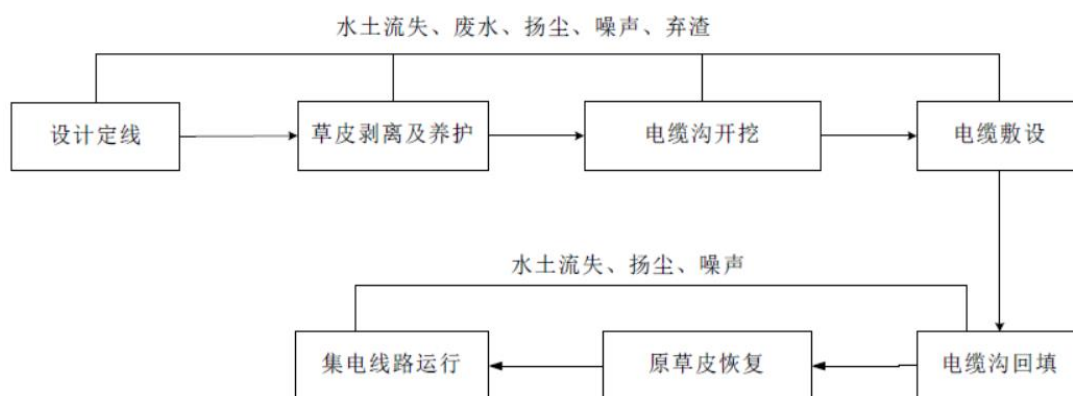 水土流失、废水、扬尘、噪声、弃渣
设计定线
草皮剥离及养护
电缆沟开挖
电缆敷设
水土流失、扬尘、噪声
集电线路运行
原草皮恢复
电缆沟回填